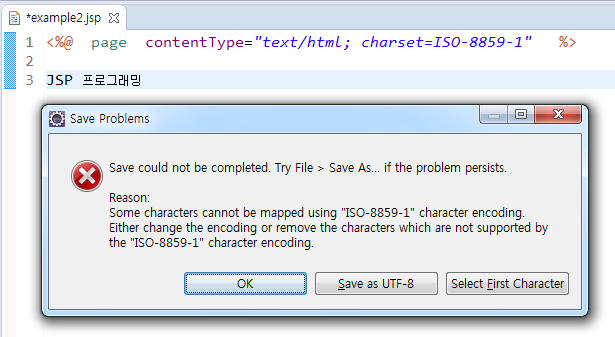 *example2.jsp
1 <%@ page contentType="text/html; charset=ISO-8859-1" %>
2
3 JSP 프로그래밍
Save Problems
Save could not be completed. Try File > Save As... if the problem persists.
Reason:
Some characters cannot be mapped using "ISO-8859-1" character encoding.
Either change the encoding or remove the characters which are not supported by
the "ISO-8859-1" character encoding.
OK Save as UTF-8 Select First Character